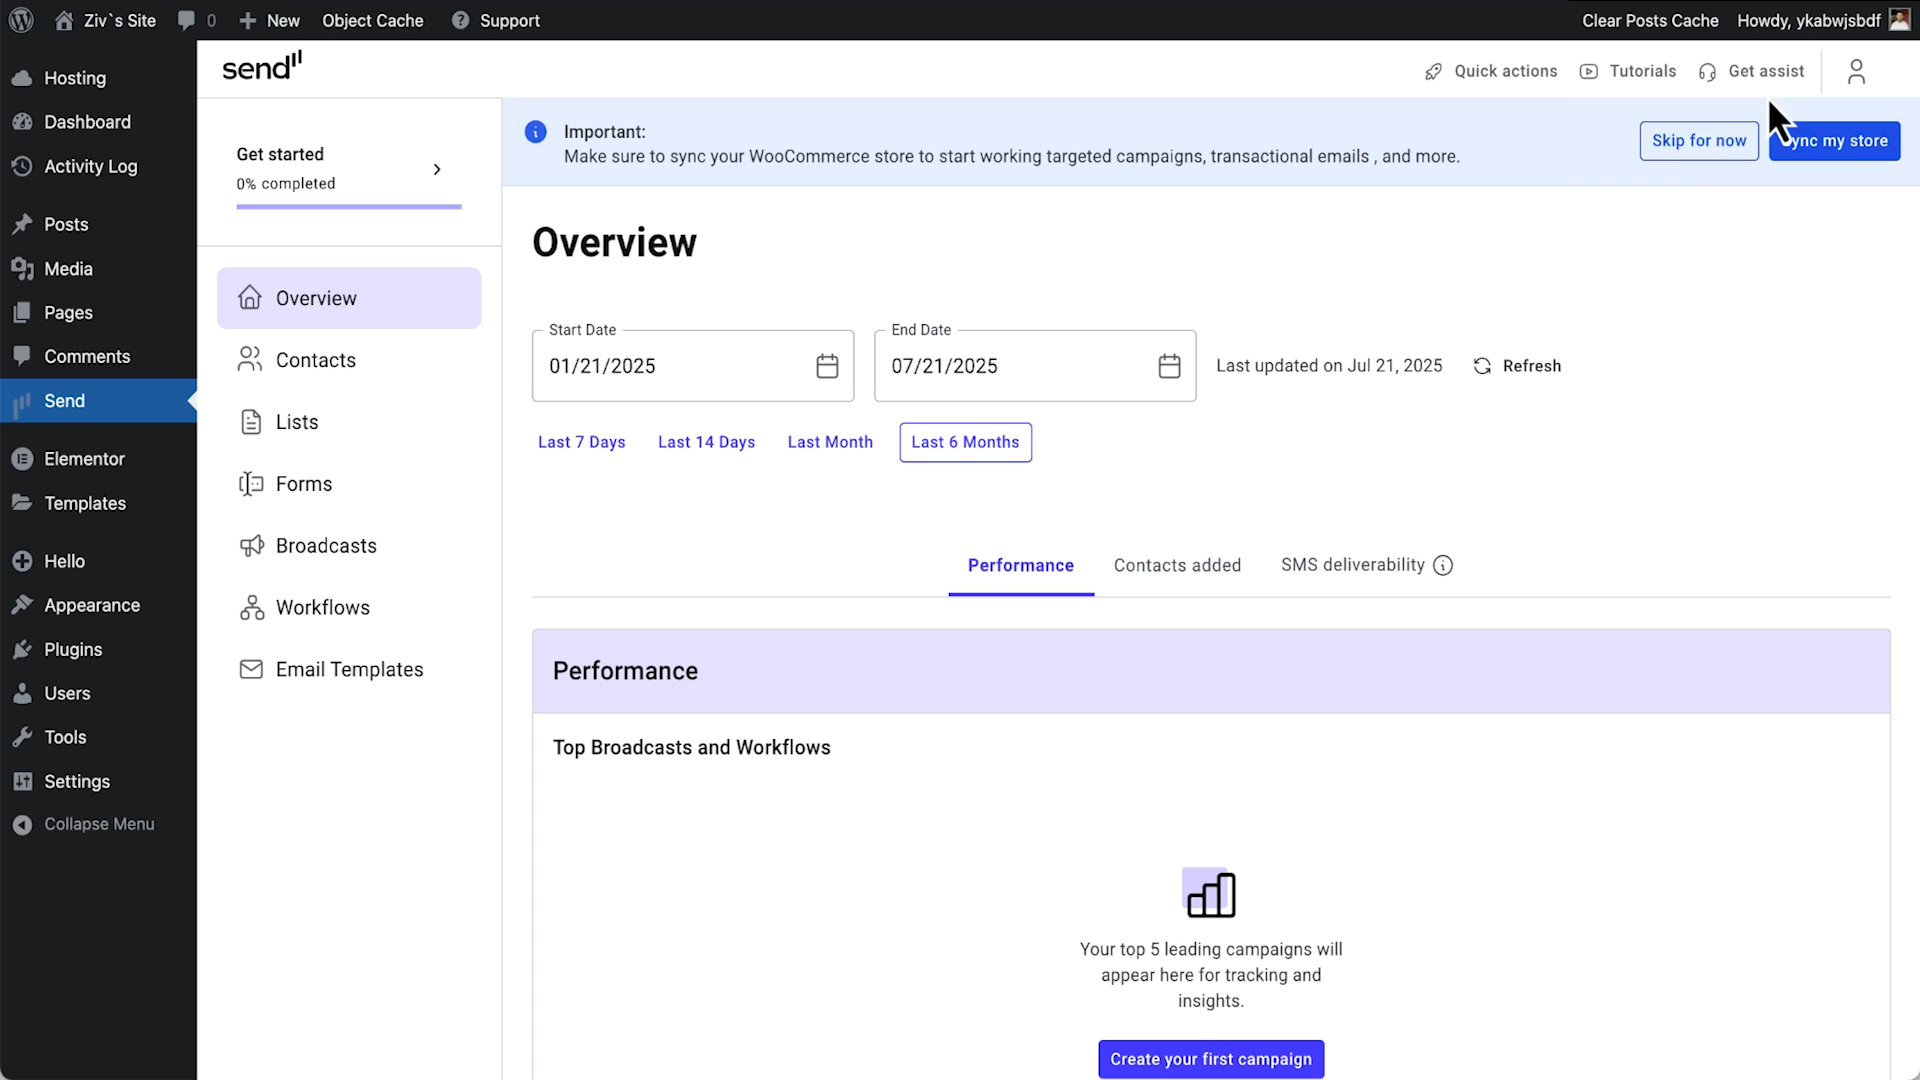 Ziv`s Site
0
New
Object Cache
Support
Clear Posts Cache
Howdy, ykabwjsbdf
Hosting
Dashboard
Activity Log
Posts
Media
Pages
Comments
Send
Elementor
Templates
Hello
Appearance
Plugins
Users
Tools
Settings
Collapse Menu
send
Quick actions
Tutorials
Get assist
Get started
0% completed
Overview
Contacts
Lists
Forms
Broadcasts
Workflows
Email Templates
Important:
Make sure to sync your WooCommerce store to start working targeted campaigns, transactional emails , and more.
Skip for now
my store
Overview
Start Date
01/21/2025
End Date
07/21/2025
Last updated on Jul 21, 2025
Refresh
Last 7 Days
Last 14 Days
Last Month
Last 6 Months
Performance
Contacts added
SMS deliverability
Performance
Top Broadcasts and Workflows
Your top 5 leading campaigns will
appear here for tracking and
insights.
Create your first campaign